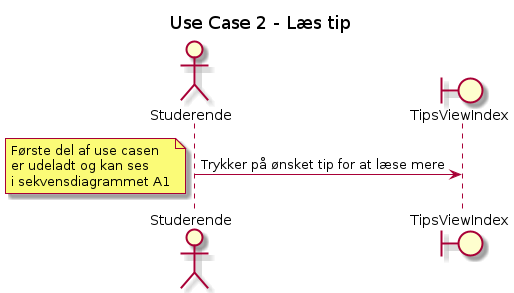 Use Case 2 - Læs tip
Studerende
TipsViewIndex
Første del af use casen
er udeladt og kan ses
i sekvensdiagrammet A1
Trykker på ønsket tip for at læse mere
Studerende
TipsViewIndex